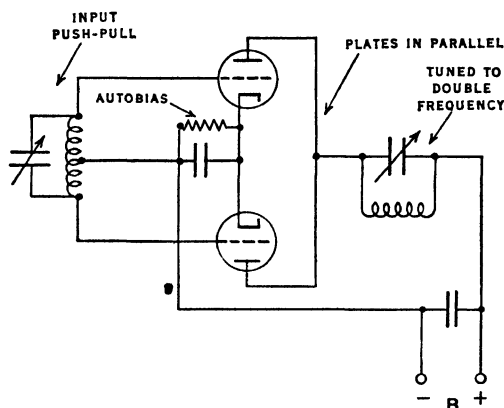 INPUT
PUSH-PULL
PLATES IN PARALLEL
TUNED TO
DOUBLE
FREQUENCY
AUTOBIAS
- B +